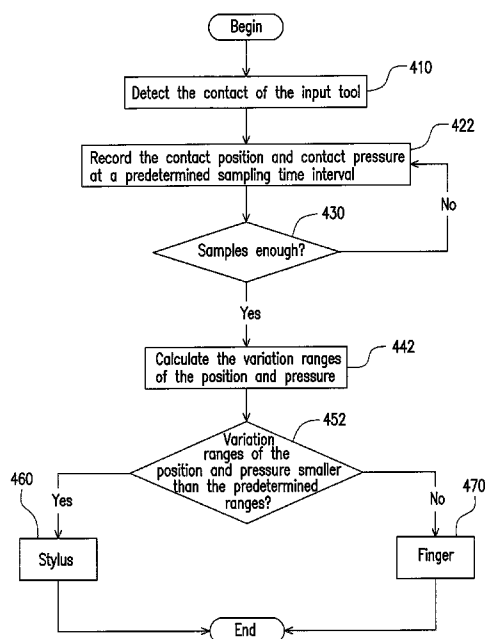 Begin
410
Detect the contact of the input tool
422
Record the contact position and contact pressure
at a predetermined sampling time interval
No
430
Samples enough?
Yes
442
Calculate the variation ranges
of the position and pressure
452
Variation
ranges of the
position and pressure smaller
than the predetermined
ranges?
460
Yes
No
470
Stylus
Finger
End